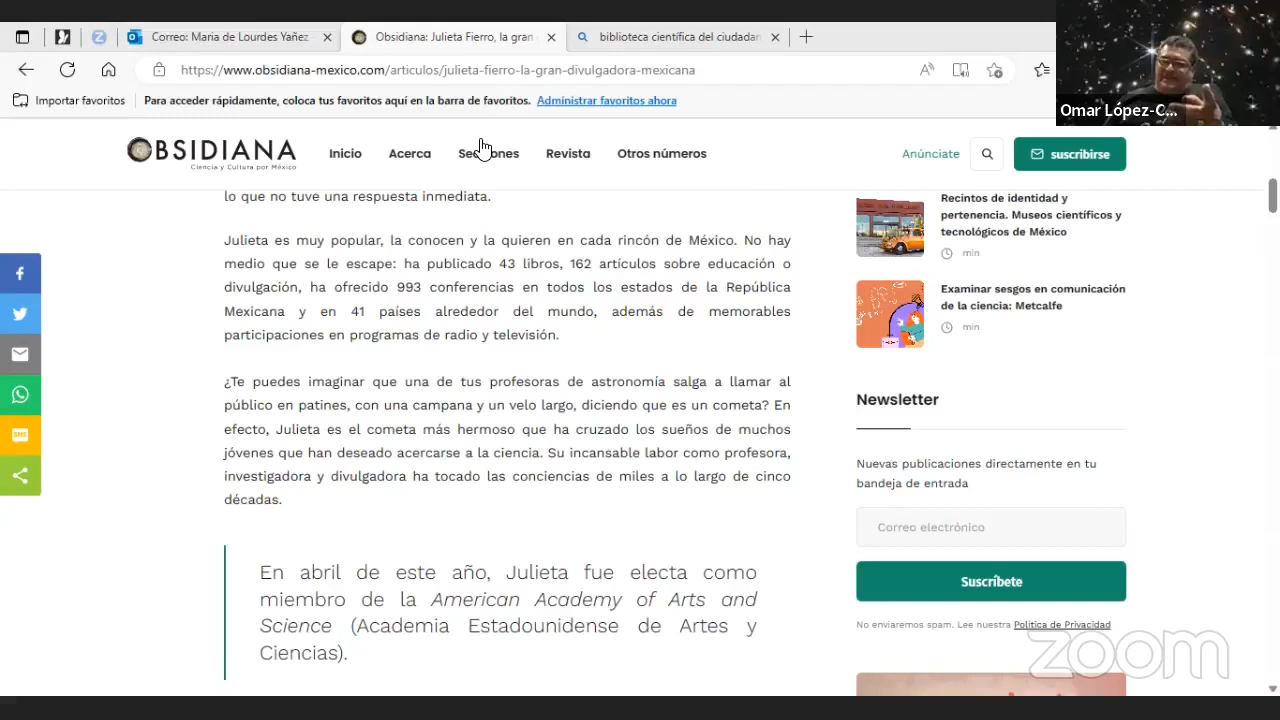 Correo: Maria de Lourdes Yañez
Obsidiana: Julieta Fierro, la gran
biblioteca científica del ciudadan
https://www.obsidiana-mexico.com/articulos/julieta-fierro-la-gran-divulgadora-mexicana
Importar favoritos
Para acceder rápidamente, coloca tus favoritos aquí en la barra de favoritos. Administrar favoritos ahora
Omar López-C...
OBSIDIANA
Ciencia y Cultura por México
Inicio Acerca Secciones Revista Otros números
Anúnciate
suscribirse
lo que no tuve una respuesta inmediata.
Julieta es muy popular, la conocen y la quieren en cada rincón de México. No hay
medio que se le escape: ha publicado 43 libros, 162 artículos sobre educación o
divulgación, ha ofrecido 993 conferencias en todos los estados de la República
Mexicana y en 41 países alrededor del mundo, además de memorables
participaciones en programas de radio y televisión.
¿Te puedes imaginar que una de tus profesoras de astronomía salga a llamar al
público en patines, con una campana y un velo largo, diciendo que es un cometa? En
efecto, Julieta es el cometa más hermoso que ha cruzado los sueños de muchos
jóvenes que han deseado acercarse a la ciencia. Su incansable labor como profesora,
investigadora y divulgadora ha tocado las conciencias de miles a lo largo de cinco
décadas.
En abril de este año, Julieta fue electa como
miembro de la American Academy of Arts and
Science (Academia Estadounidense de Artes y
Ciencias).
Recintos de identidad y
pertenencia. Museos científicos y
tecnológicos de México
min
Examinar sesgos en comunicación
de la ciencia: Metcalfe
min
Newsletter
Nuevas publicaciones directamente en tu
bandeja de entrada
Correo electrónico
Suscríbete
No enviaremos spam. Lee nuestra Política de Privacidad
zoom
SMS